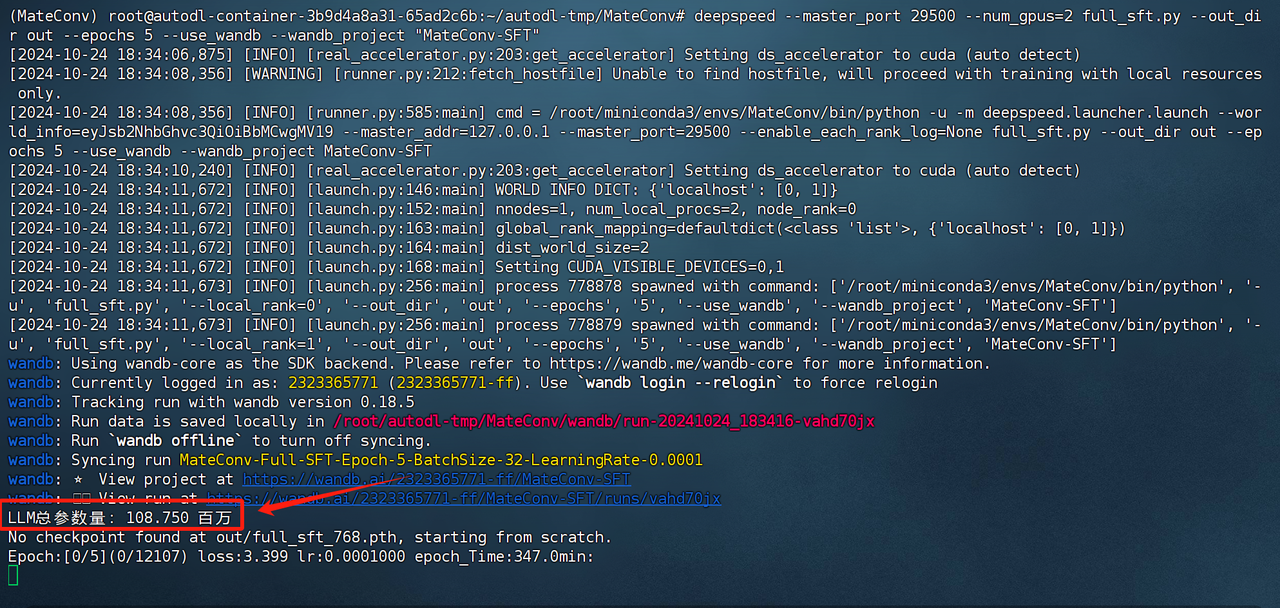 (MateConv) root@autodl-container-3b9d4a8a31-65ad2c6b:~/autodl-tmp/MateConv# deepspeed --master_port 29500 --num_gpus=2 full_sft.py --out_di
r out --epochs 5 --use_wandb --wandb_project "MateConv-SFT"
[2024-10-24 18:34:06,875] [INFO] [real_accelerator.py:203:get_accelerator] Setting ds_accelerator to cuda (auto detect)
[2024-10-24 18:34:08,356] [WARNING] [runner.py:212:fetch_hostfile] Unable to find hostfile, will proceed with training with local resources
 only.
[2024-10-24 18:34:08,356] [INFO] [runner.py:585:main] cmd = /root/miniconda3/envs/MateConv/bin/python -u -m deepspeed.launcher.launch --wor
ld_info=eyJsb2NhbGhvc3QiOiBbMCwgMV19 --master_addr=127.0.0.1 --master_port=29500 --enable_each_rank_log=None full_sft.py --out_dir out --ep
ochs 5 --use_wandb --wandb_project MateConv-SFT
[2024-10-24 18:34:10,240] [INFO] [real_accelerator.py:203:get_accelerator] Setting ds_accelerator to cuda (auto detect)
[2024-10-24 18:34:11,672] [INFO] [launch.py:146:main] WORLD INFO DICT: {'localhost': [0, 1]}
[2024-10-24 18:34:11,672] [INFO] [launch.py:152:main] nnodes=1, num_local_procs=2, node_rank=0
[2024-10-24 18:34:11,672] [INFO] [launch.py:163:main] global_rank_mapping=defaultdict(<class 'list'>, {'localhost': [0, 1]})
[2024-10-24 18:34:11,672] [INFO] [launch.py:164:main] dist_world_size=2
[2024-10-24 18:34:11,672] [INFO] [launch.py:168:main] Setting CUDA_VISIBLE_DEVICES=0,1
[2024-10-24 18:34:11,673] [INFO] [launch.py:256:main] process 778878 spawned with command: ['/root/miniconda3/envs/MateConv/bin/python', '-
u', 'full_sft.py', '--local_rank=0', '--out_dir', 'out', '--epochs', '5', '--use_wandb', '--wandb_project', 'MateConv-SFT']
[2024-10-24 18:34:11,673] [INFO] [launch.py:256:main] process 778879 spawned with command: ['/root/miniconda3/envs/MateConv/bin/python', '-
u', 'full_sft.py', '--local_rank=1', '--out_dir', 'out', '--epochs', '5', '--use_wandb', '--wandb_project', 'MateConv-SFT']
wandb: Using wandb-core as the SDK backend. Please refer to https://wandb.me/wandb-core for more information.
wandb: Currently logged in as: 2323365771 (2323365771-ff). Use `wandb login --relogin` to force relogin
wandb: Tracking run with wandb version 0.18.5
wandb: Run data is saved locally in /root/autodl-tmp/MateConv/wandb/run-20241024_183416-vahd70jx
wandb: Run `wandb offline` to turn off syncing.
wandb: Syncing run MateConv-Full-SFT-Epoch-5-BatchSize-32-LearningRate-0.0001
wandb: ⭐ View project at https://wandb.ai/2323365771-ff/MateConv-SFT
wandb: View run at https://wandb.ai/2323365771-ff/MateConv-SFT/runs/vahd70jx
LLM总参数量：108.750 百万
No checkpoint found at out/full_sft_768.pth, starting from scratch.
Epoch:[0/5](0/12107) loss:3.399 lr:0.0001000 epoch_Time:347.0min: